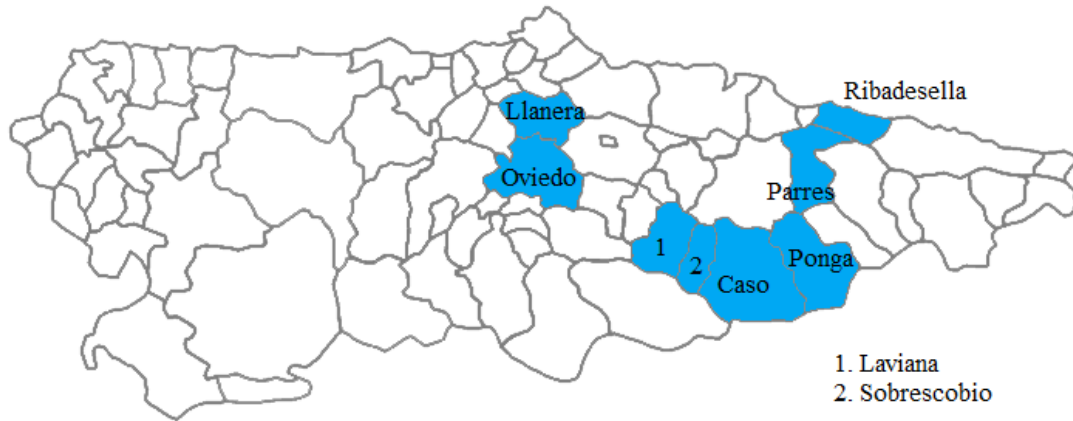 Ribadesella
Llanera
Oviedo
Parres
1
2
Ponga
Caso
1. Laviana
2. Sobrescobio